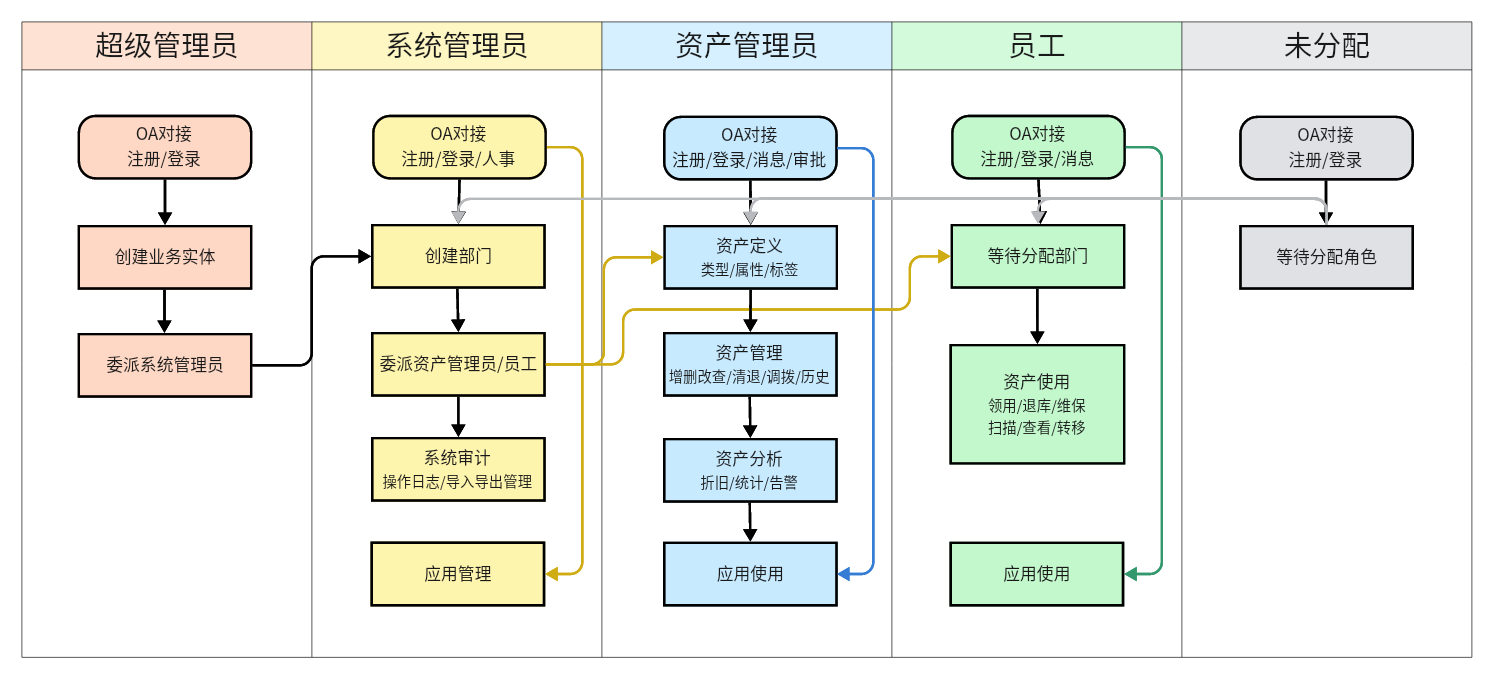 超级管理员
系统管理员
资产管理员
员工
未分配
OA对接
注册/登录
创建业务实体
委派系统管理员
OA对接
注册/登录/人事
创建部门
委派资产管理员/员工
系统审计
操作日志/导入导出管理
应用管理
OA对接
注册/登录/消息/审批
资产定义
类型/属性/标签
资产管理
增删改查/清退/调拨/历史
资产分析
折旧/统计/告警
应用使用
OA对接
注册/登录/消息
等待分配部门
资产使用
领用/退库/维保
扫描/查看/转移
应用使用
OA对接
注册/登录
等待分配角色